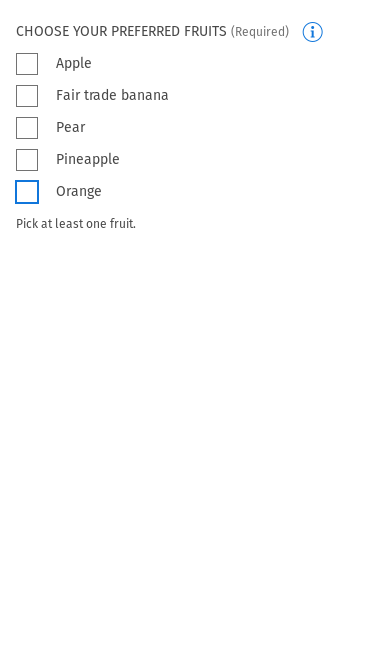 CHOOSE YOUR PREFERRED FRUITS (Required)
Apple
Fair trade banana
Pear
Pineapple
Orange
Pick at least one fruit.